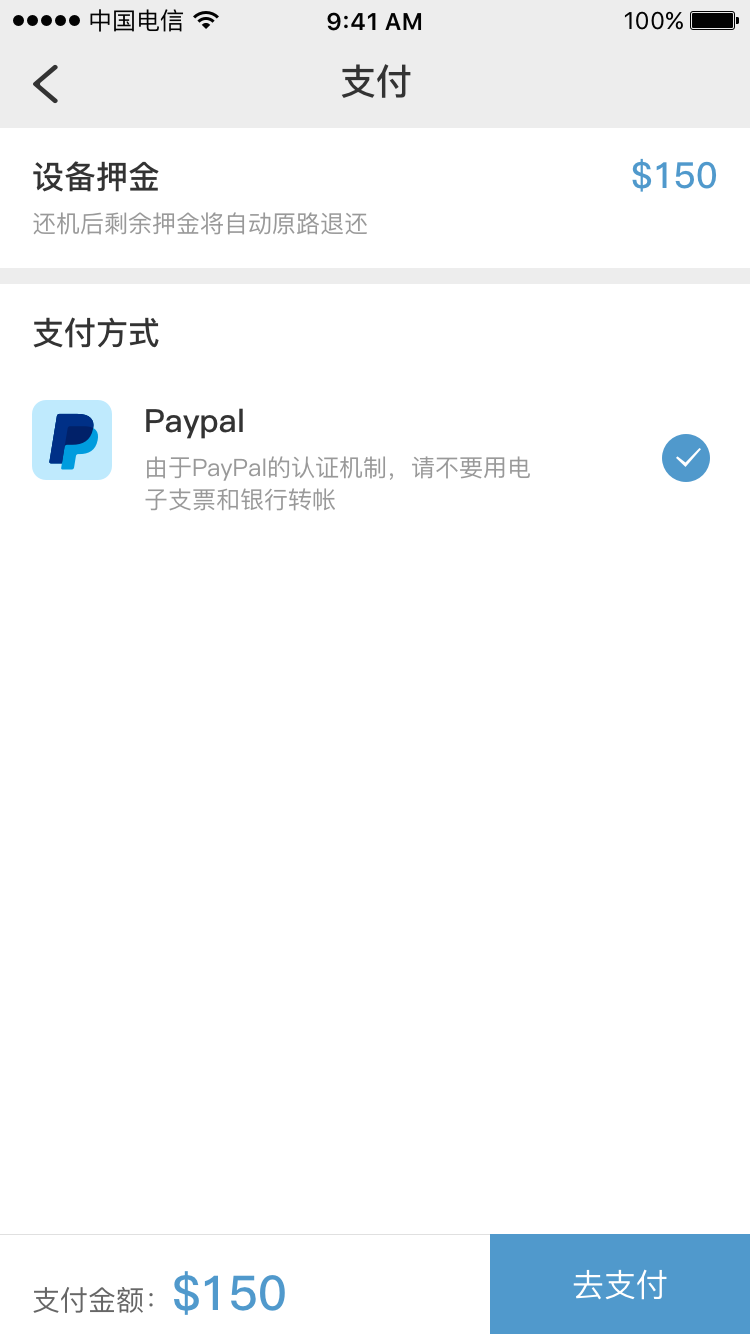 中国电信 9:41 AM 100%
支付
设备押金 $150
还机后剩余押金将自动原路退还
支付方式
Paypal
由于PayPal的认证机制，请不要用电
子支票和银行转帐
支付金额： $150 去支付